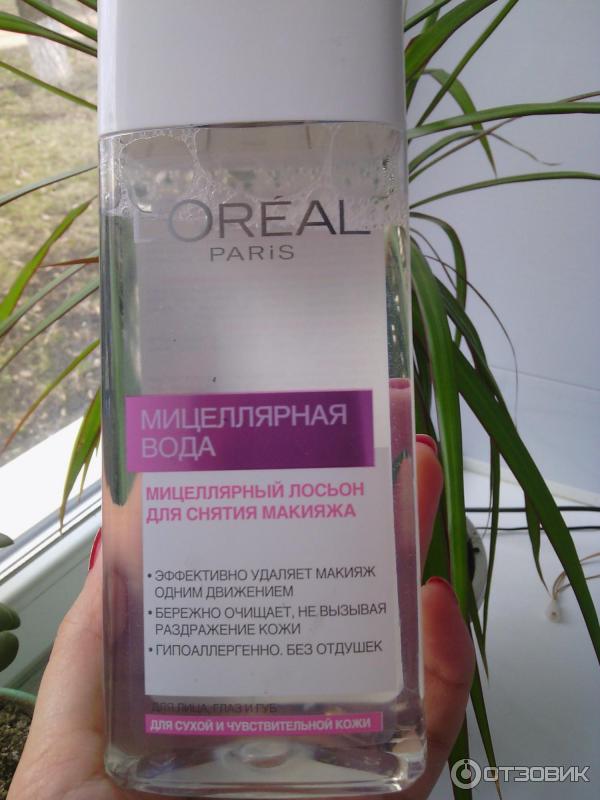 L'ORÉAL
PARiS
МИЦЕЛЛЯРНАЯ
ВОДА
МИЦЕЛЛЯРНЫЙ ЛОСЬОН
ДЛЯ СНЯТИЯ МАКИЯЖА
• ЭФФЕКТИВНО УДАЛЯЕТ МАКИЯЖ
ОДНИМ ДВИЖЕНИЕМ
• БЕРЕЖНО ОЧИЩАЕТ, НЕ ВЫЗЫВАЯ
РАЗДРАЖЕНИЕ КОЖИ
• ГИПОАЛЛЕРГЕННО. БЕЗ ОТДУШЕК
ДЛЯ ЛИЦА, ГЛАЗ И ГУБ
ДЛЯ СУХОЙ И ЧУВСТВИТЕЛЬНОЙ КОЖИ
ОТЗОВИК